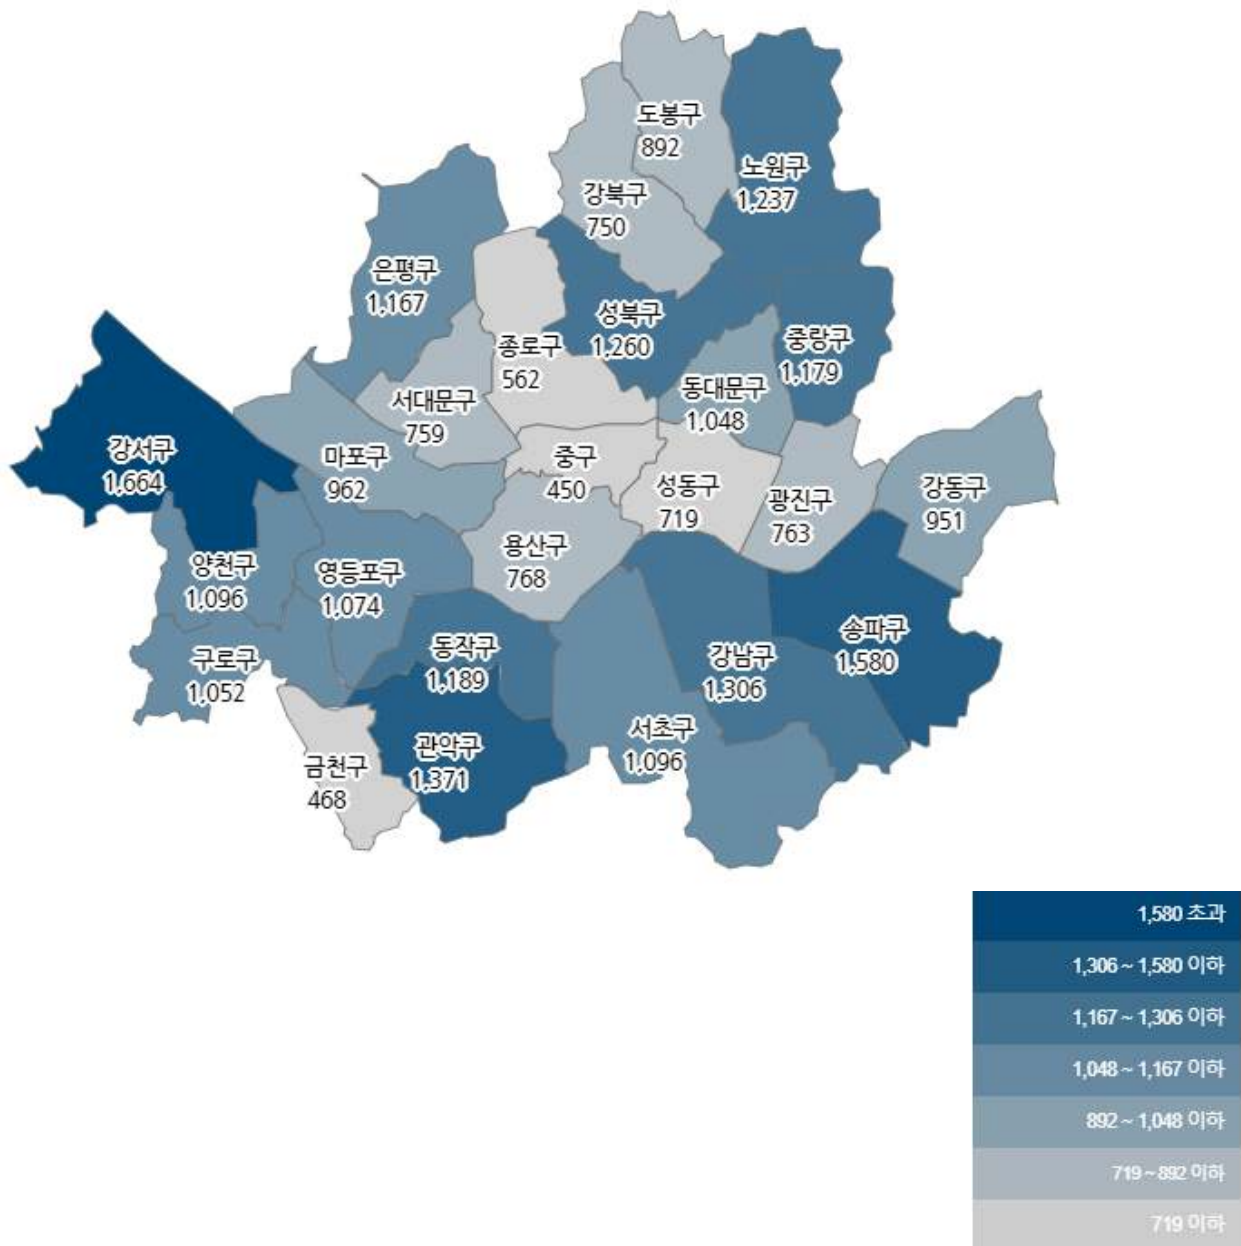 도봉구
892
노원구
1,237
강북구
750
은평구
1,167
성북구
1,260
중랑구
1,179
종로구
562
동대문구
1,048
서대문구
759
강서구
1,664
마포구
962
중구
450
성동구
719
광진구
763
강동구
951
용산구
768
양천구
1,096
영등포구
1,074
동작구
1,189
구로구
1,052
강남구
1,306
송파구
1,580
서초구
1,096
관악구
1,371
금천구
468
1,580 초과
1,306 ~ 1,580 이하
1,167 ~ 1,306 이하
1,048 ~ 1,167 이하
892 ~ 1,048 이하
719 ~ 892 이하
719 이하